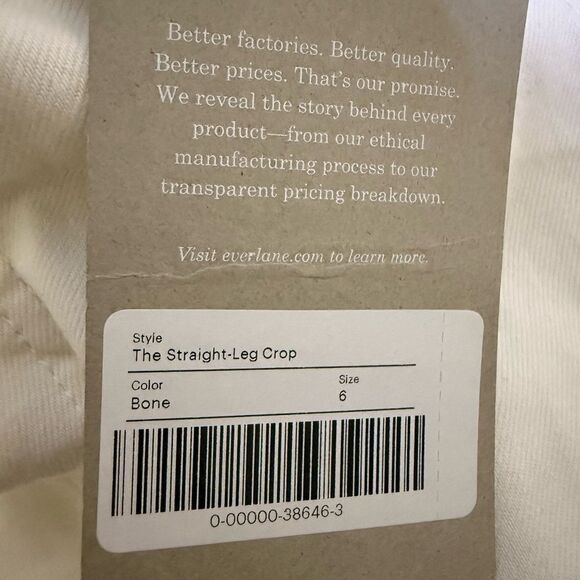 Better factories. Better quality.
Better prices. That's our promise.
We reveal the story behind every
product—from our ethical
manufacturing process to our
transparent pricing breakdown.
Visit everlane.com to learn more.
Style
The Straight-Leg Crop
Color
Bone
Size
6
0-00000-38646-3